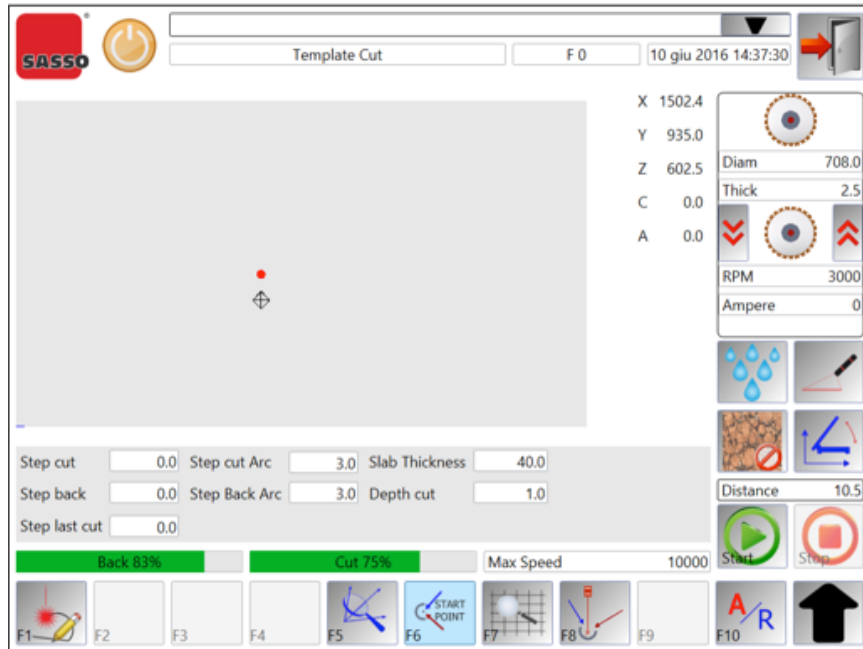 SASSO
Template Cut F 0 10 giu 2016 14:37:30
X 1502.4
Y 935.0
Z 602.5
C 0.0
A 0.0
Diam 708.0
Thick 2.5
RPM 3000
Ampere 0
Step cut 0.0 Step cut Arc 3.0 Slab Thickness 40.0
Step back 0.0 Step Back Arc 3.0 Depth cut 1.0
Step last cut 0.0
Distance 10.5
Start Stop
Back 83% Cut 75% Max Speed 10000
START
POINT
A/R
F1 F2 F3 F4 F5 F6 F7 F8 F9 F10